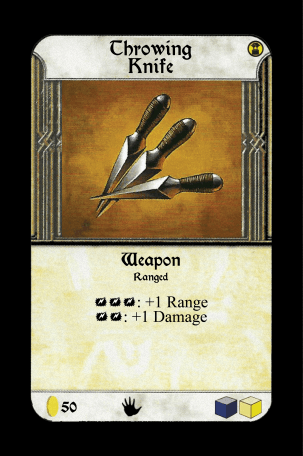 Throwing
Knife
Weapon
Ranged
: +1 Range
: +1 Damage
50